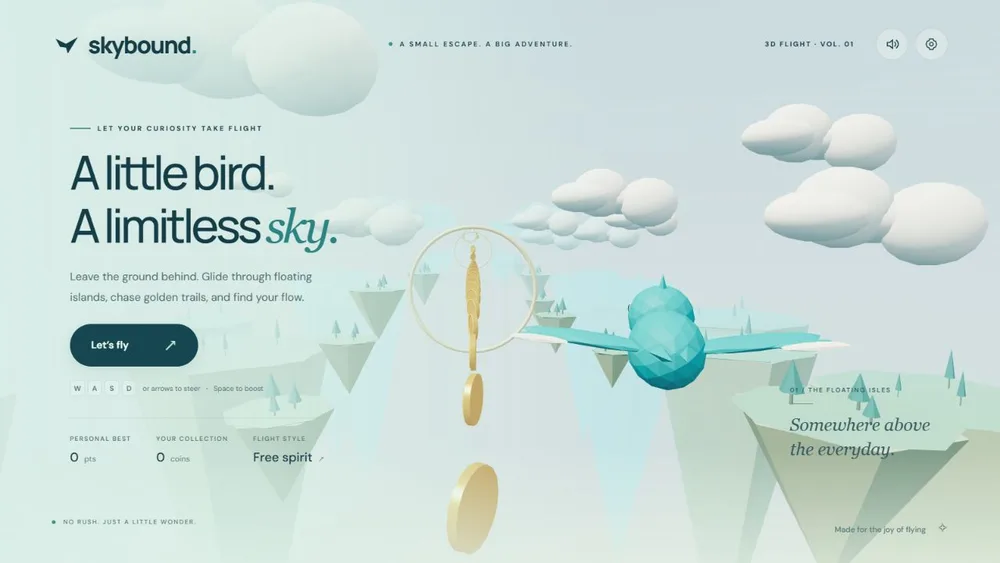 skybound.
A SMALL ESCAPE. A BIG ADVENTURE.
3D FLIGHT · VOL. 01
LET YOUR CURIOSITY TAKE FLIGHT
A little bird.
A limitless sky.
Leave the ground behind. Glide through floating
islands, chase golden trails, and find your flow.
Let's fly ↗
W A S D or arrows to steer · Space to boost
PERSONAL BEST YOUR COLLECTION FLIGHT STYLE
0 pts 0 coins Free spirit ↗
01 / THE FLOATING ISLES
Somewhere above
the everyday.
NO RUSH. JUST A LITTLE WONDER.
Made for the joy of flying